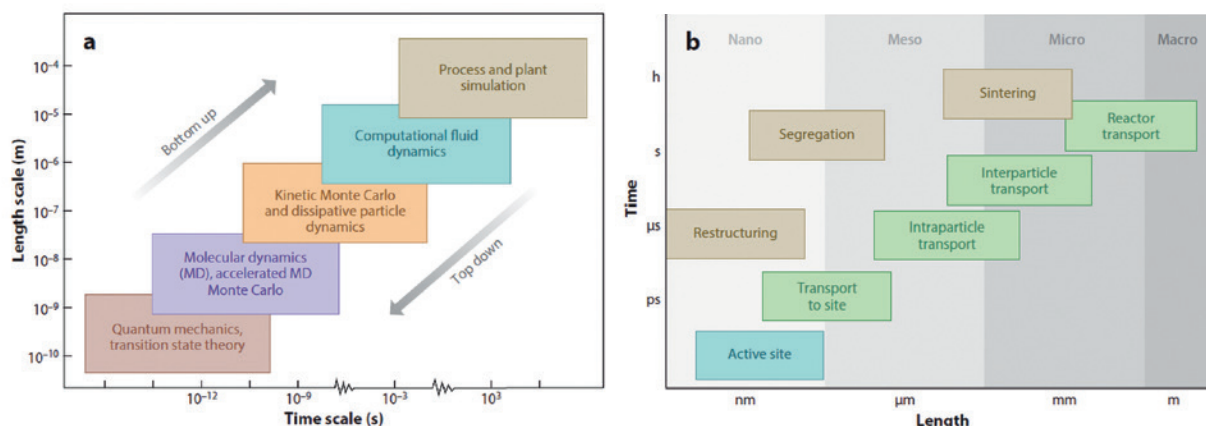 a
Length scale (m)
10⁻⁴
10⁻⁵
10⁻⁶
10⁻⁷
10⁻⁸
10⁻⁹
10⁻¹⁰
Bottom up
Process and plant
simulation
Computational fluid
dynamics
Kinetic Monte Carlo
and dissipative particle
dynamics
Molecular dynamics
(MD), accelerated MD
Monte Carlo
Quantum mechanics,
transition state theory
Top down
10⁻¹²
10⁻⁹
10⁻³
10³
Time scale (s)
b
Nano
Meso
Micro
Macro
Time
h
s
μs
ps
Sintering
Segregation
Reactor
transport
Interparticle
transport
Restructuring
Intraparticle
transport
Transport
to site
Active site
nm
μm
mm
m
Length